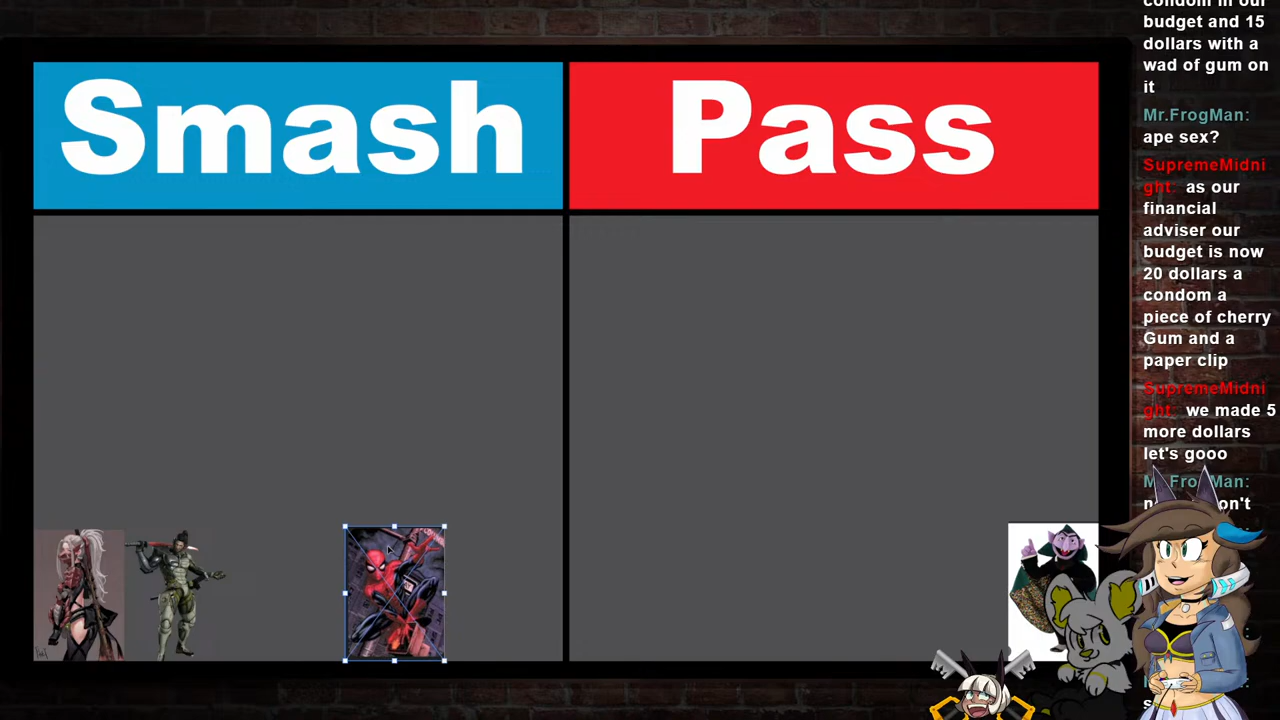 Smash
Pass
condom in our
budget and 15
dollars with a
wad of gum on
it
Mr.FrogMan:
ape sex?
SupremeMidni
ght: as our
financial
adviser our
budget is now
20 dollars a
condom a
piece of cherry
Gum and a
paper clip
SupremeMidni
ght: we made 5
more dollars
let's gooo